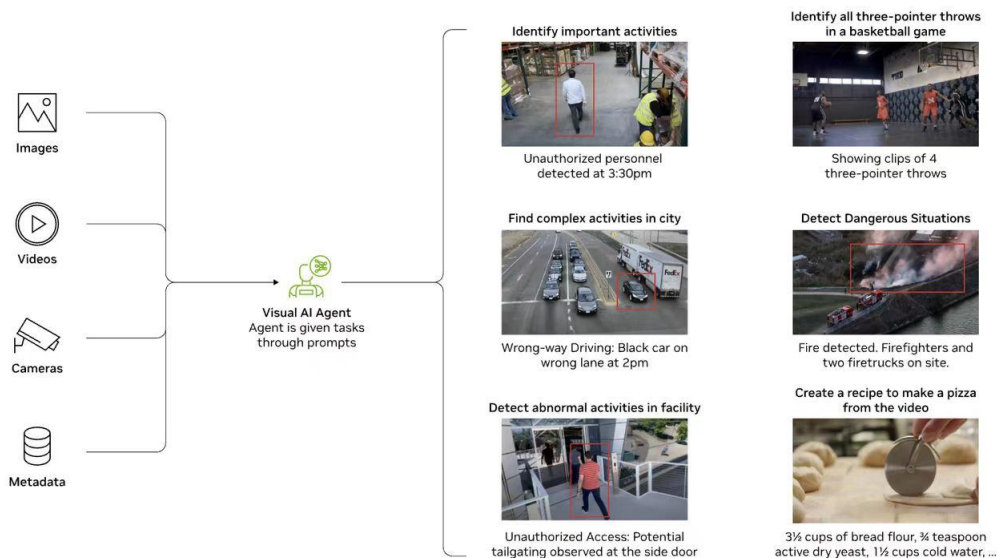 Images
Videos
Cameras
Metadata
Visual AI Agent
Agent is given tasks
through prompts
Identify important activities
Unauthorized personnel
detected at 3:30pm
Identify all three-pointer throws
in a basketball game
Showing clips of 4
three-pointer throws
Find complex activities in city
FedEx
FedEx
Wrong-way Driving: Black car on
wrong lane at 2pm
Detect Dangerous Situations
Fire detected. Firefighters and
two firetrucks on site.
Detect abnormal activities in facility
Unauthorized Access: Potential
tailgating observed at the side door
Create a recipe to make a pizza
from the video
3½ cups of bread flour, ¾ teaspoon
active dry yeast, 1½ cups cold water, ...